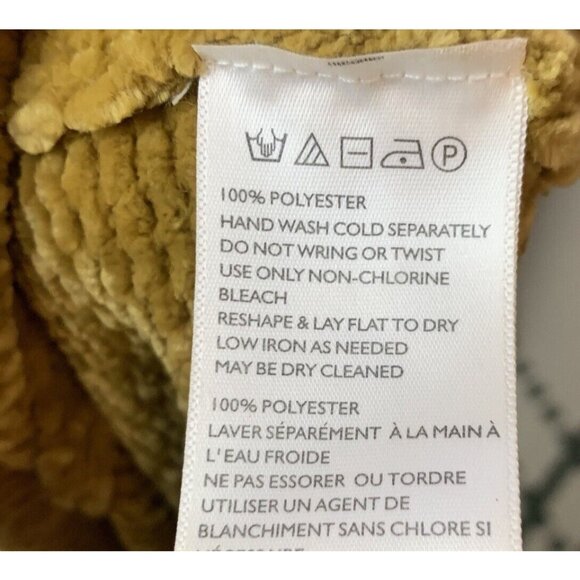 P
100% POLYESTER
HAND WASH COLD SEPARATELY
DO NOT WRING OR TWIST
USE ONLY NON-CHLORINE
BLEACH
RESHAPE & LAY FLAT TO DRY
LOW IRON AS NEEDED
MAY BE DRY CLEANED
100% POLYESTER
LAVER SÉPARÉMENT À LA MAIN À
L'EAU FROIDE
NE PAS ESSORER OU TORDRE
UTILISER UN AGENT DE
BLANCHIMENT SANS CHLORE SI